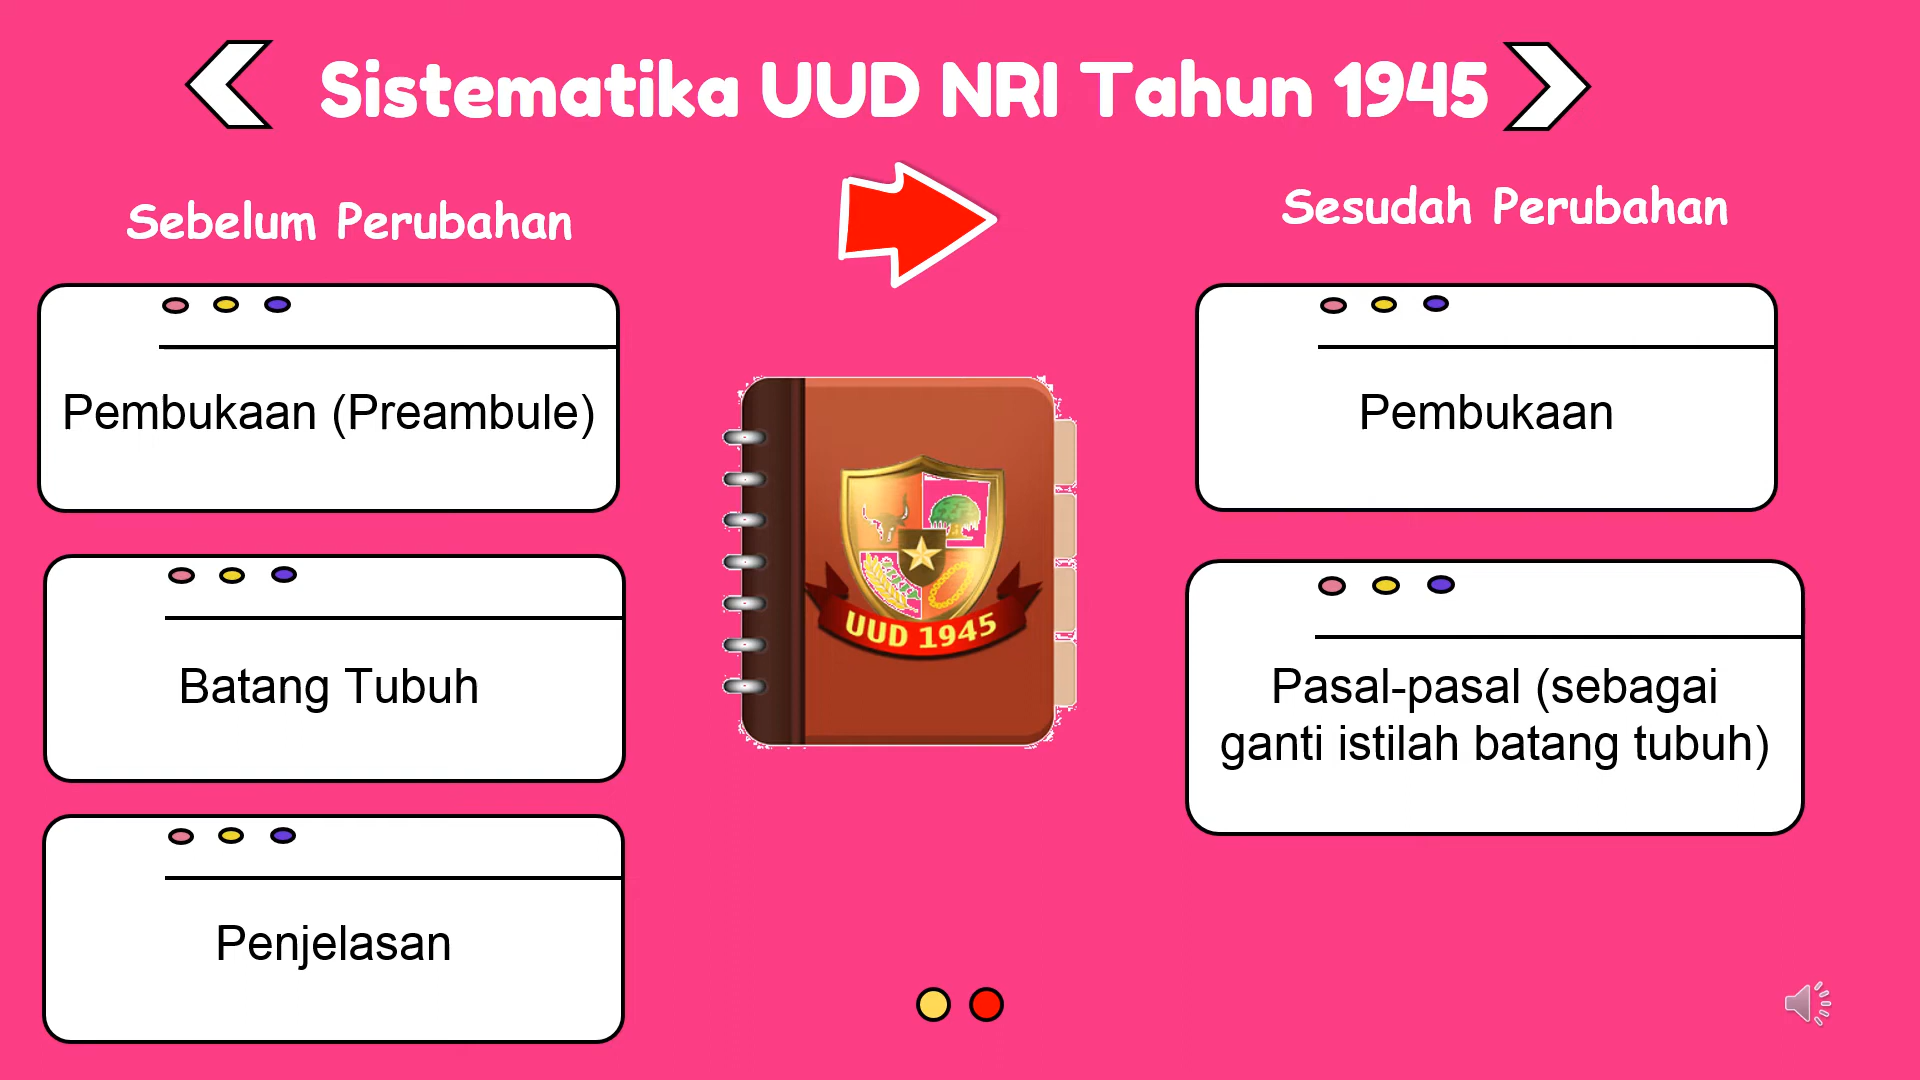 Sistematika UUD NRI Tahun 1945
Sebelum Perubahan
Pembukaan (Preambule)
Batang Tubuh
Penjelasan
UUD 1945
Sesudah Perubahan
Pembukaan
Pasal-pasal (sebagai
ganti istilah batang tubuh)